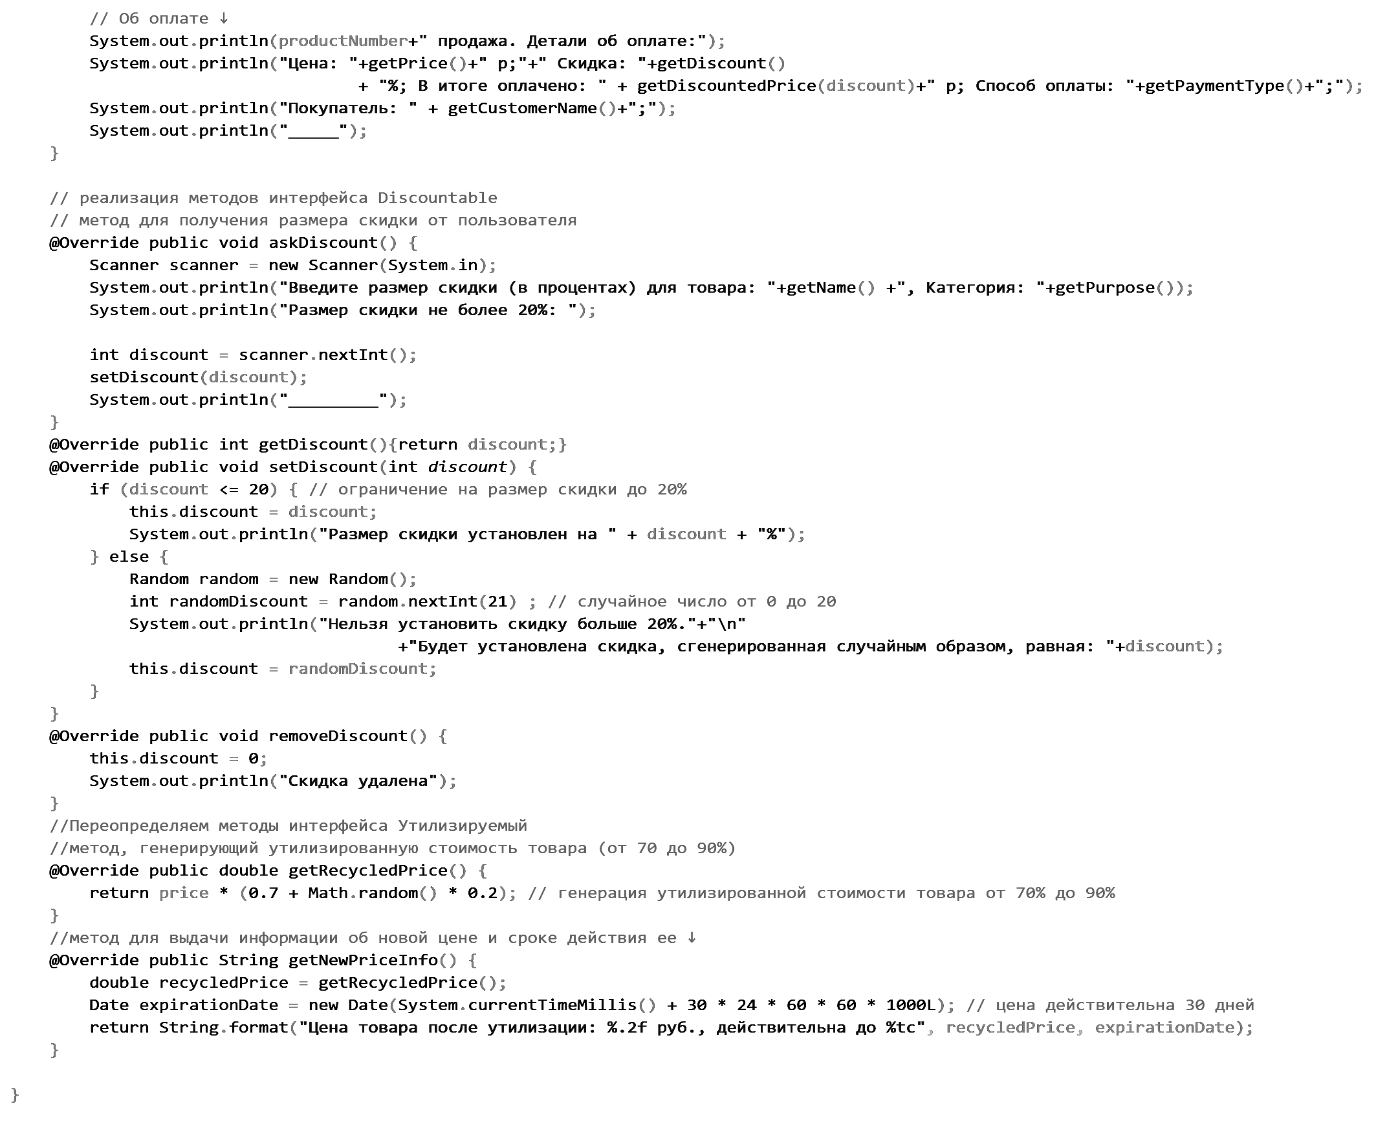 // Об оплате ↓
System.out.println(productNumber+" продажа. Детали об оплате:");
System.out.println("Цена: "+getPrice()+" р;"+" Скидка: "+getDiscount()
+ "%; В итоге оплачено: " + getDiscountedPrice(discount)+" р; Способ оплаты: "+getPaymentType()+";");
System.out.println("Покупатель: " + getCustomerName()+";");
System.out.println("_____");
}
// реализация методов интерфейса Discountable
// метод для получения размера скидки от пользователя
@Override public void askDiscount() {
Scanner scanner = new Scanner(System.in);
System.out.println("Введите размер скидки (в процентах) для товара: "+getName() +", Категория: "+getPurpose());
System.out.println("Размер скидки не более 20%: ");
int discount = scanner.nextInt();
setDiscount(discount);
System.out.println("_________");
}
@Override public int getDiscount(){return discount;}
@Override public void setDiscount(int discount) {
if (discount <= 20) { // ограничение на размер скидки до 20%
this.discount = discount;
System.out.println("Размер скидки установлен на " + discount + "%");
} else {
Random random = new Random();
int randomDiscount = random.nextInt(21) ; // случайное число от 0 до 20
System.out.println("Нельзя установить скидку больше 20%."+"\n"
+"Будет установлена скидка, сгенерированная случайным образом, равная: "+discount);
this.discount = randomDiscount;
}
}
@Override public void removeDiscount() {
this.discount = 0;
System.out.println("Скидка удалена");
}
//Переопределяем методы интерфейса Утилизируемый
//метод, генерирующий утилизированную стоимость товара (от 70 до 90%)
@Override public double getRecycledPrice() {
return price * (0.7 + Math.random() * 0.2); // генерация утилизированной стоимости товара от 70% до 90%
}
//метод для выдачи информации об новой цене и сроке действия ее ↓
@Override public String getNewPriceInfo() {
double recycledPrice = getRecycledPrice();
Date expirationDate = new Date(System.currentTimeMillis() + 30 * 24 * 60 * 60 * 1000L); // цена действительна 30 дней
return String.format("Цена товара после утилизации: %.2f руб., действительна до %tc", recycledPrice, expirationDate);
}
}